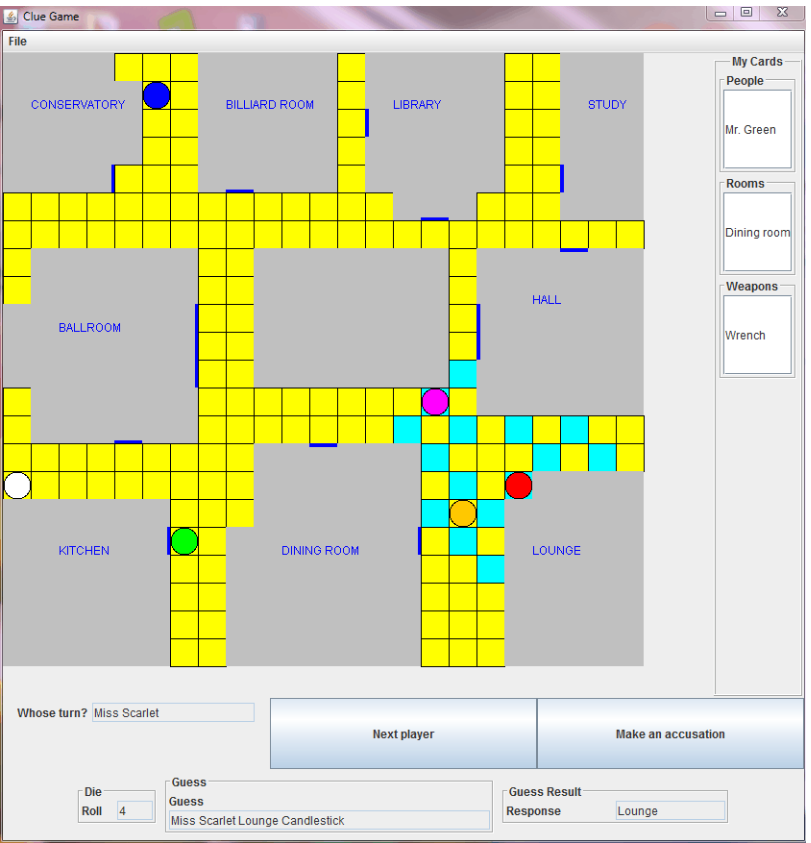 Clue Game
File
CONSERVATORY
BILLIARD ROOM
LIBRARY
STUDY
BALLROOM
HALL
KITCHEN
DINING ROOM
LOUNGE
My Cards
People
Mr. Green
Rooms
Dining room
Weapons
Wrench
Whose turn? Miss Scarlet
Next player
Make an accusation
Die
Roll 4
Guess
Guess
Miss Scarlet Lounge Candlestick
Guess Result
Response Lounge